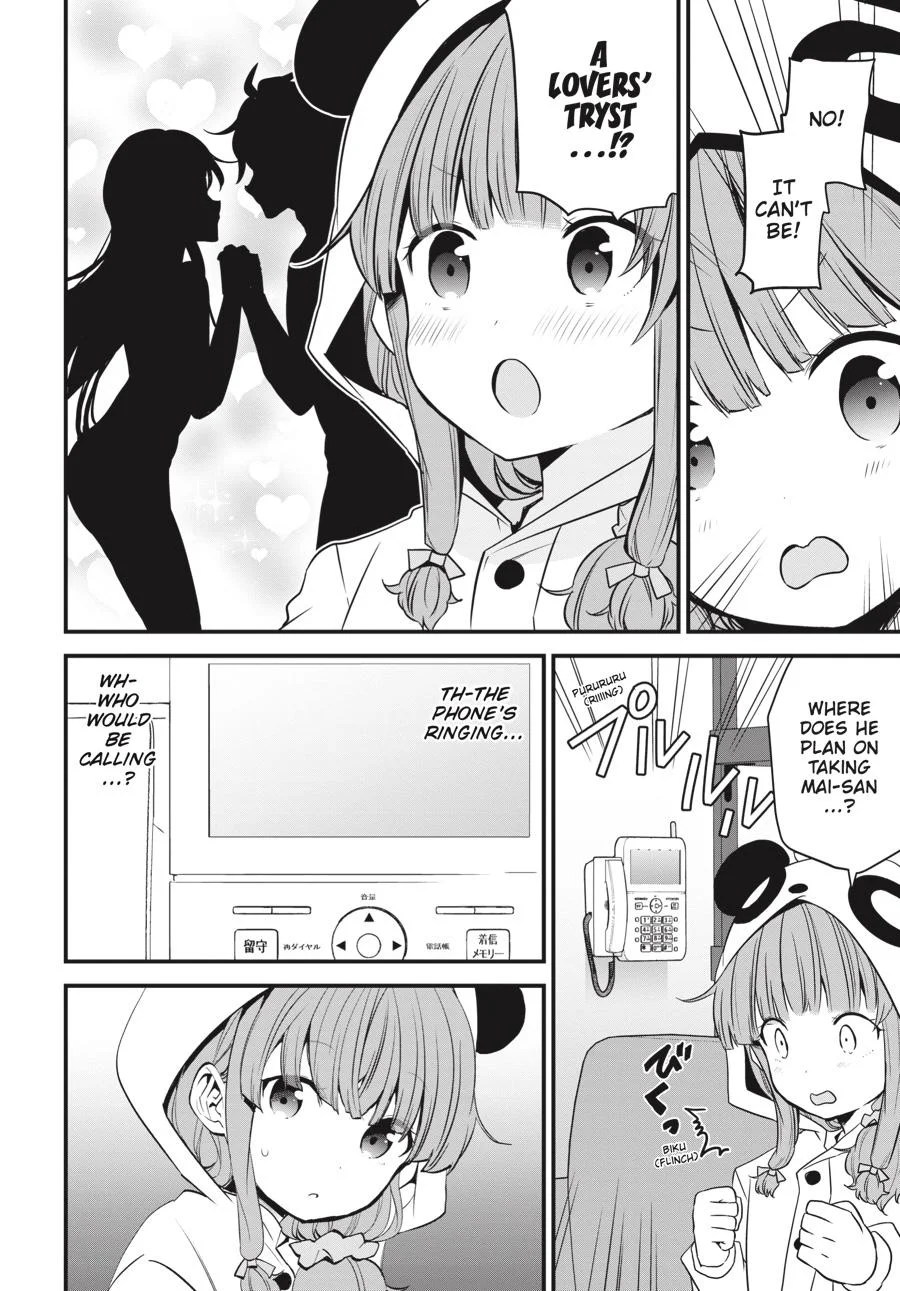 NO!
IT
CAN'T
BE!
A
LOVERS'
TRYST
...!?
WHERE
DOES HE
PLAN ON
TAKING
MAI-SAN
...?
PURURURU
(RIIING)
プルルルル
びくっ
BIKU
(FLINCH)
TH-THE
PHONE'S
RINGING...
WH-
WHO
WOULD
BE
CALLING
...?
音量
留守
再ダイヤル
電話帳
着信
メモリー